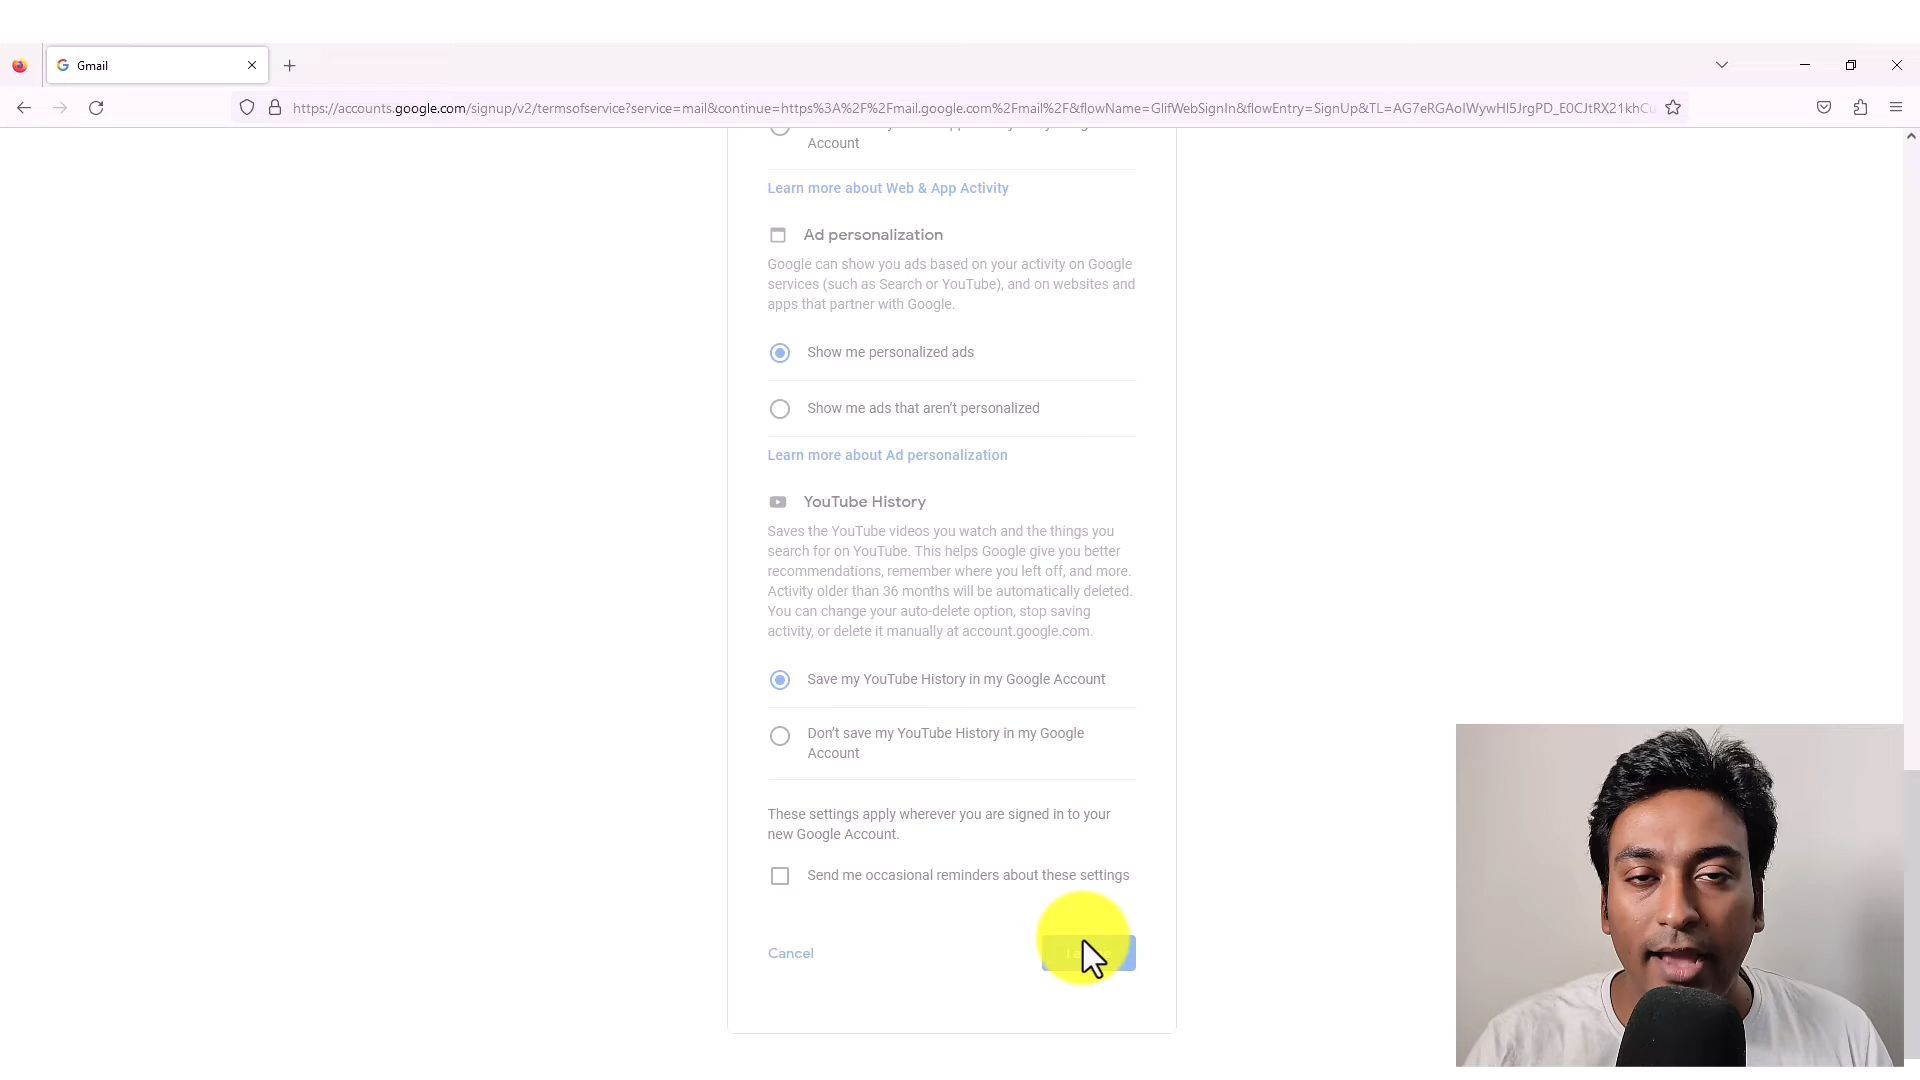 Gmail
https://accounts.google.com/signup/v2/termsofservice?service=mail&continue=https%3A%2F%2Fmail.google.com%2Fmail%2F&flowName=GlifWebSignIn&flowEntry=SignUp&TL=AG7eRGAoIWywHl5JrgPD_E0CJtRX21khCu
Account
Learn more about Web & App Activity
Ad personalization
Google can show you ads based on your activity on Google
services (such as Search or YouTube), and on websites and
apps that partner with Google.
Show me personalized ads
Show me ads that aren't personalized
Learn more about Ad personalization
YouTube History
Saves the YouTube videos you watch and the things you
search for on YouTube. This helps Google give you better
recommendations, remember where you left off, and more.
Activity older than 36 months will be automatically deleted.
You can change your auto-delete option, stop saving
activity, or delete it manually at account.google.com.
Save my YouTube History in my Google Account
Don't save my YouTube History in my Google
Account
These settings apply wherever you are signed in to your
new Google Account.
Send me occasional reminders about these settings
Cancel